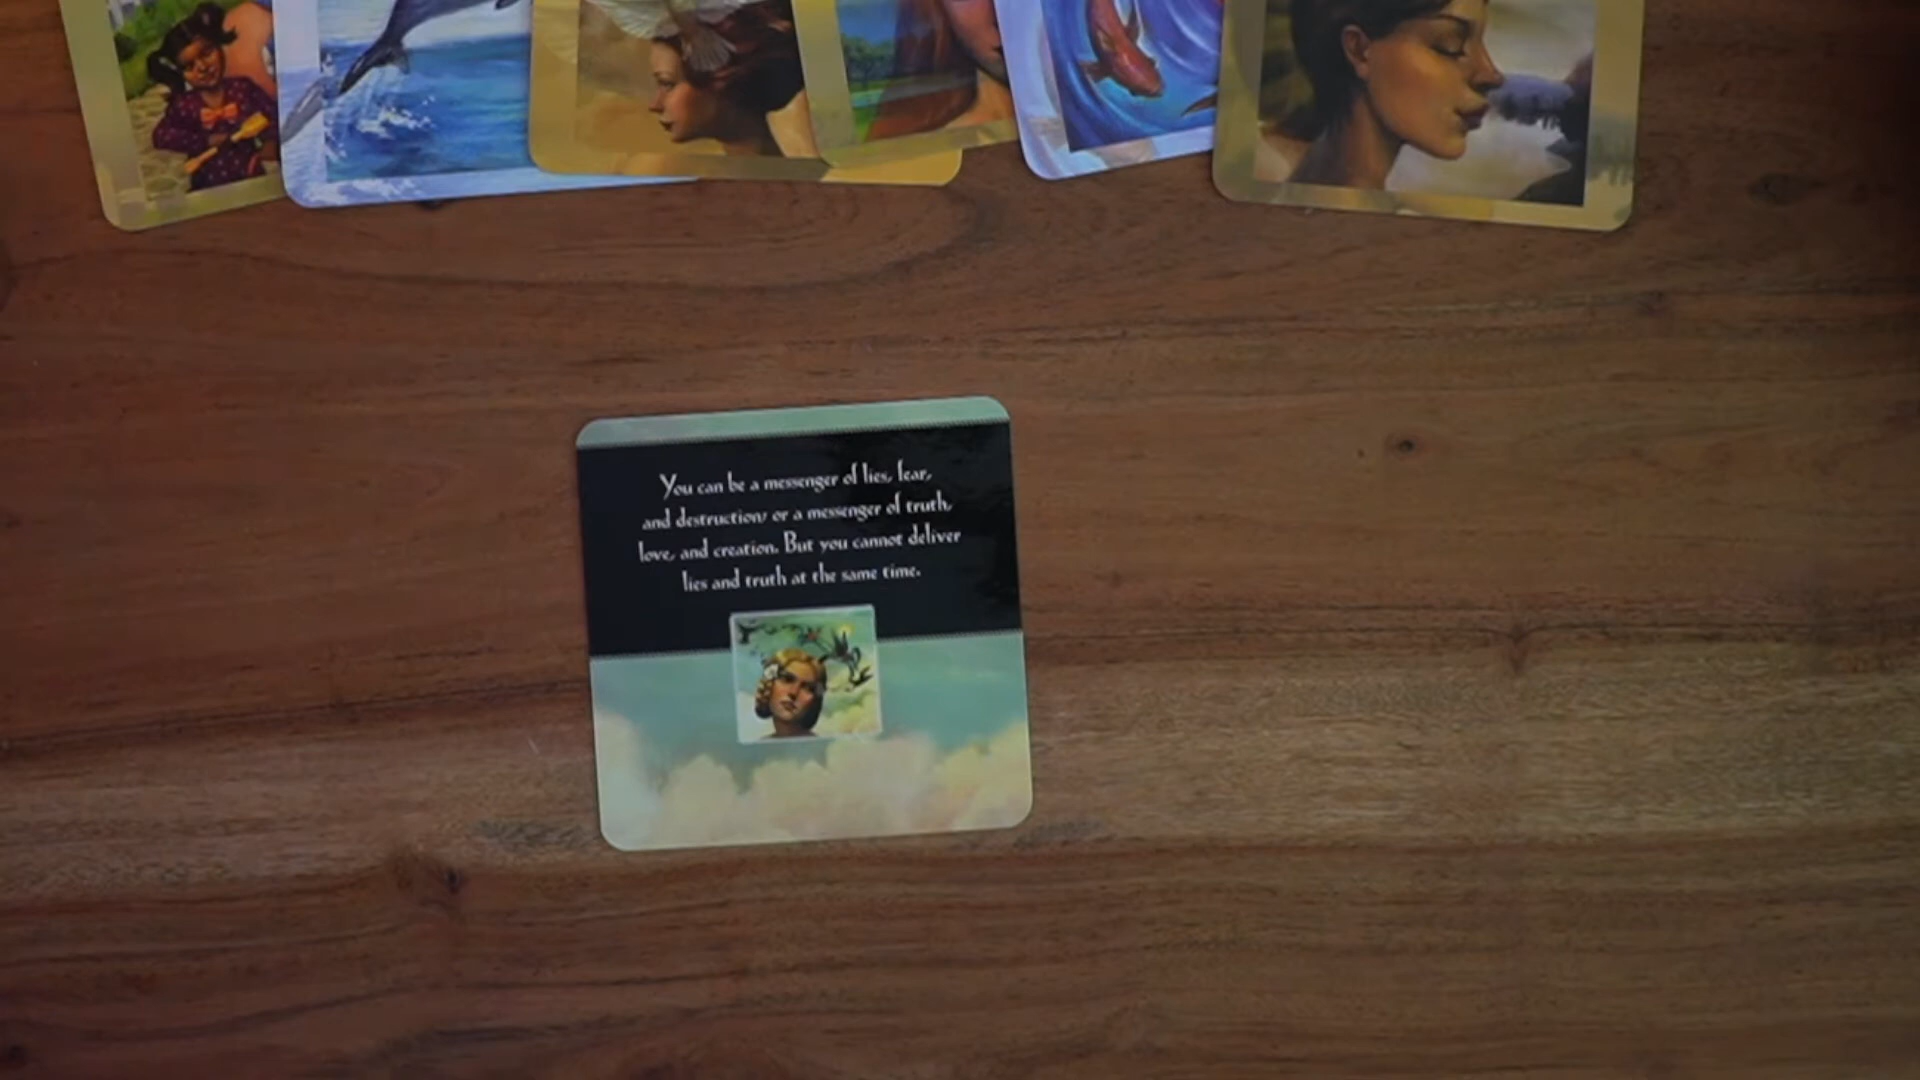 You can be a messenger of lies, fear,
and destruction; or a messenger of truth,
love, and creation. But you cannot deliver
lies and truth at the same time.